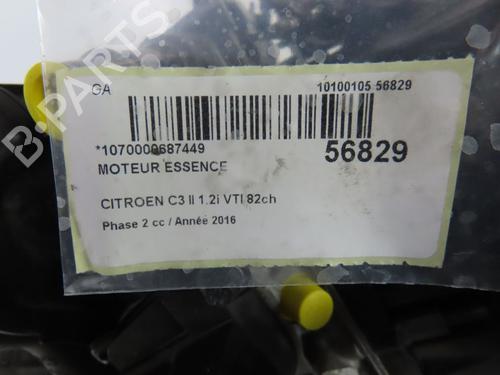 GA
10100105 56829
*1070000687449
56829
MOTEUR ESSENCE
CITROEN C3 II 1.2i VTI 82ch
Phase 2 cc / Année 2016
B-PARTS